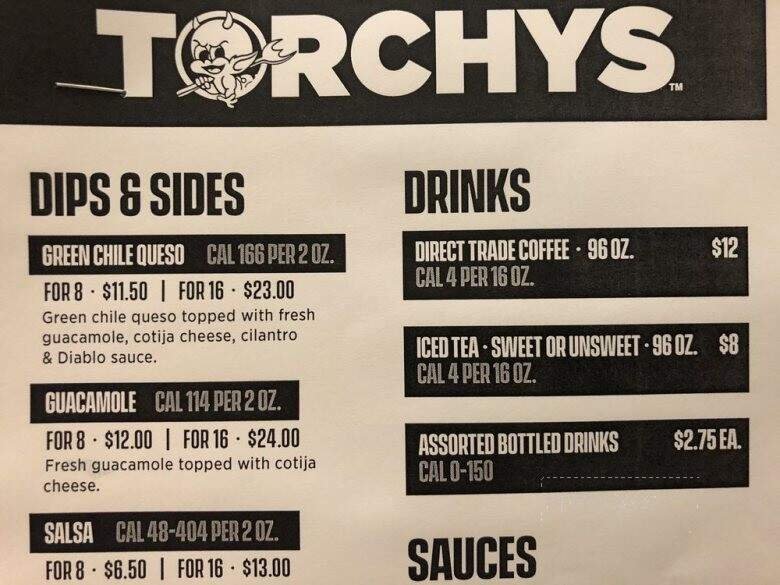 TORCHYS™
DIPS & SIDES
GREEN CHILE QUESO CAL 166 PER 2 OZ.
FOR 8 · $11.50 | FOR 16 · $23.00
Green chile queso topped with fresh
guacamole, cotija cheese, cilantro
& Diablo sauce.
GUACAMOLE CAL 114 PER 2 OZ.
FOR 8 · $12.00 | FOR 16 · $24.00
Fresh guacamole topped with cotija
cheese.
SALSA CAL 48-404 PER 2 OZ.
FOR 8 · $6.50 | FOR 16 · $13.00
DRINKS
DIRECT TRADE COFFEE · 96 OZ. $12
CAL 4 PER 16 OZ.
ICED TEA · SWEET OR UNSWEET · 96 OZ. $8
CAL 4 PER 16 OZ.
ASSORTED BOTTLED DRINKS $2.75 EA.
CAL 0-150
SAUCES